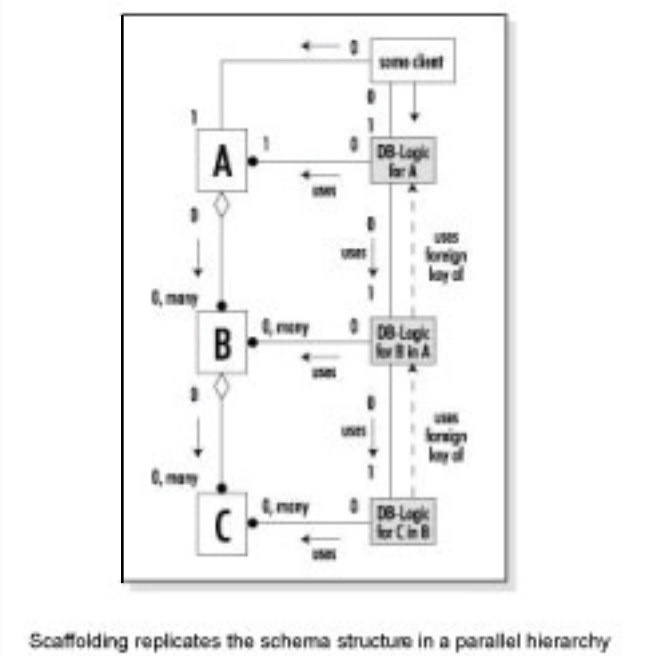 0
some client
0
1
1
A
1
0
DB-Logic
for A
uses
0
0
uses
uses
foreign
key of
0, many
1
B
0, many
0
DB-Logic
for B in A
uses
0
0
uses
uses
foreign
key of
0, many
1
C
0, many
0
DB-Logic
for C in B
uses
Scaffolding replicates the schema structure in a parallel hierarchy